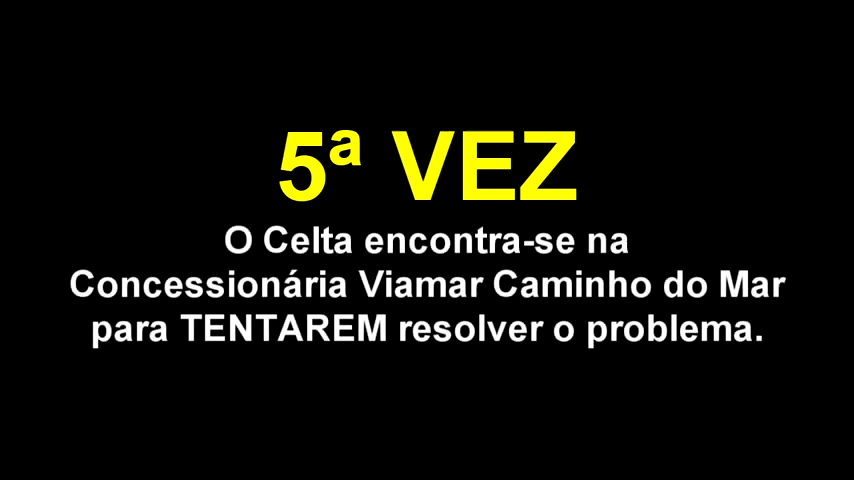 5ª VEZ
O Celta encontra-se na
Concessionária Viamar Caminho do Mar
para TENTAREM resolver o problema.